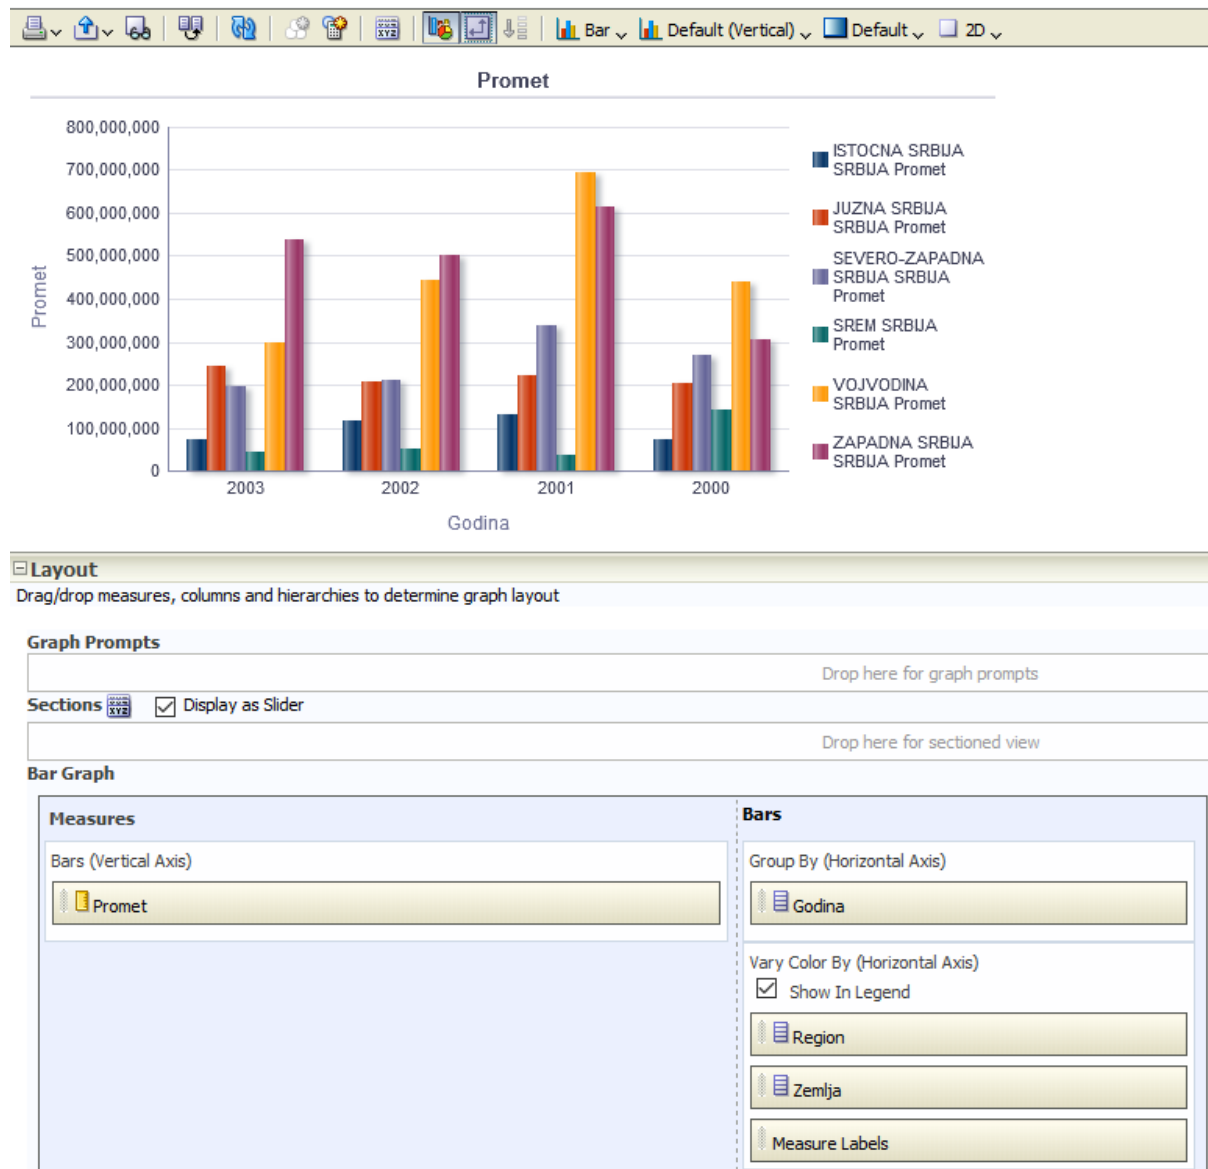 Bar Default (Vertical) Default 2D
Promet
800,000,000
700,000,000
600,000,000
500,000,000
400,000,000
300,000,000
200,000,000
100,000,000
0
Promet
2003 2002 2001 2000
Godina
ISTOCNA SRBIJA
SRBIJA Promet
JUZNA SRBIJA
SRBIJA Promet
SEVERO-ZAPADNA
SRBIJA SRBIJA
Promet
SREM SRBIJA
Promet
VOJVODINA
SRBIJA Promet
ZAPADNA SRBIJA
SRBIJA Promet
Layout
Drag/drop measures, columns and hierarchies to determine graph layout
Graph Prompts
Drop here for graph prompts
Sections Display as Slider
Drop here for sectioned view
Bar Graph
Measures
Bars (Vertical Axis)
Promet
Bars
Group By (Horizontal Axis)
Godina
Vary Color By (Horizontal Axis)
Show In Legend
Region
Zemlja
Measure Labels